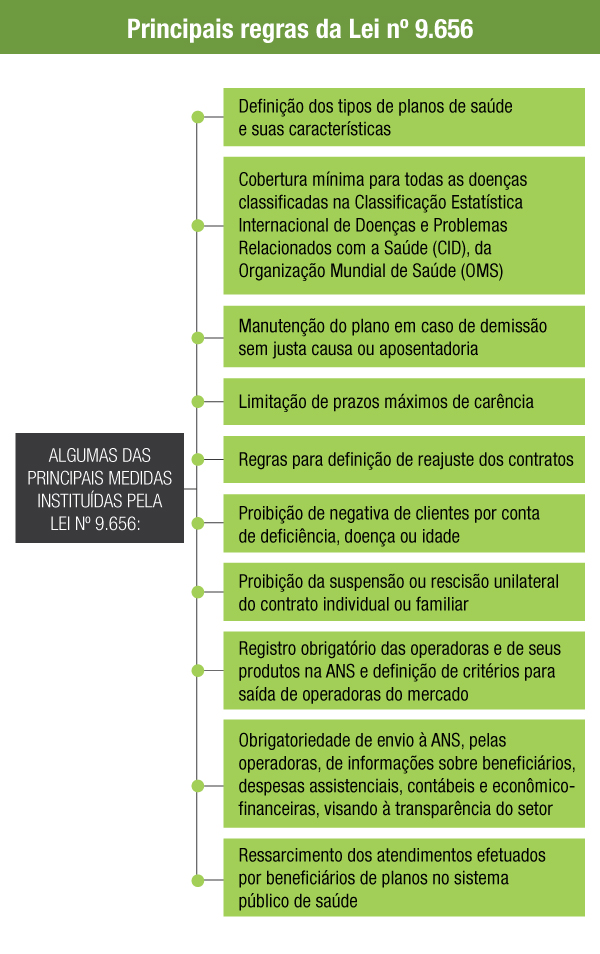 Principais regras da Lei nº 9.656
ALGUMAS DAS
PRINCIPAIS MEDIDAS
INSTITUÍDAS PELA
LEI Nº 9.656:
Definição dos tipos de planos de saúde
e suas características
Cobertura mínima para todas as doenças
classificadas na Classificação Estatística
Internacional de Doenças e Problemas
Relacionados com a Saúde (CID), da
Organização Mundial de Saúde (OMS)
Manutenção do plano em caso de demissão
sem justa causa ou aposentadoria
Limitação de prazos máximos de carência
Regras para definição de reajuste dos contratos
Proibição de negativa de clientes por conta
de deficiência, doença ou idade
Proibição da suspensão ou rescisão unilateral
do contrato individual ou familiar
Registro obrigatório das operadoras e de seus
produtos na ANS e definição de critérios para
saída de operadoras do mercado
Obrigatoriedade de envio à ANS, pelas
operadoras, de informações sobre beneficiários,
despesas assistenciais, contábeis e econômico-
financeiras, visando à transparência do setor
Ressarcimento dos atendimentos efetuados
por beneficiários de planos no sistema
público de saúde